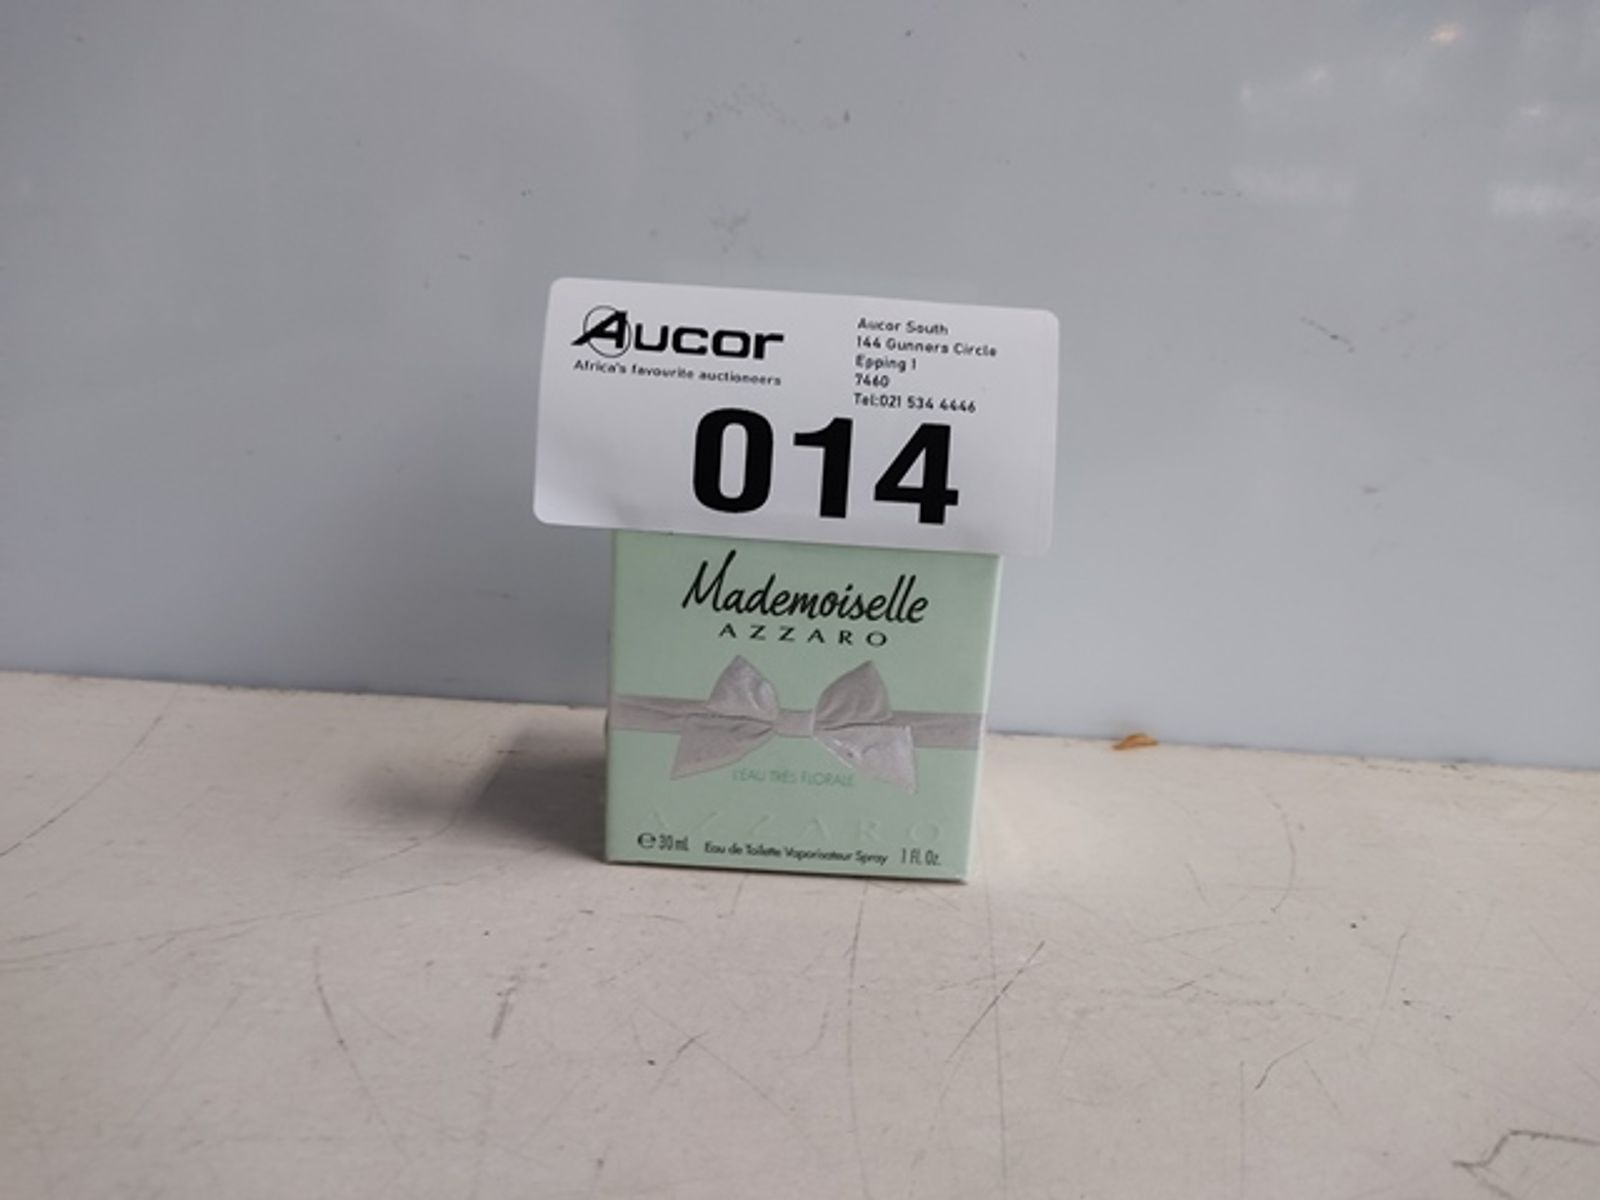 Aucor
Africa's favourite auctioneers
Aucor South
144 Gunners Circle
Epping 1
7460
Tel:021 534 4446
014
Mademoiselle
AZZARO
L'EAU TRÈS FLORALE
AZZARO
℮ 30 mL Eau de Toilette Vaporisateur Spray 1 Fl. Oz.